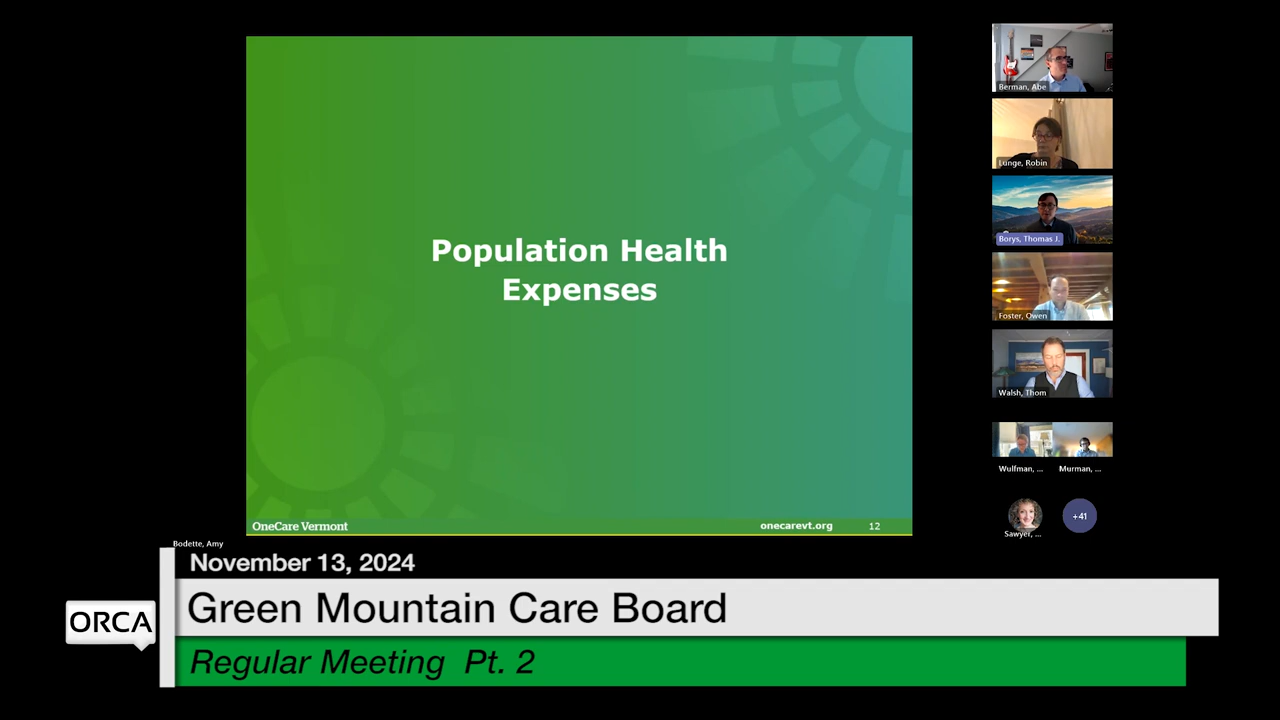 Population Health
Expenses
OneCare Vermont
onecarevt.org
12
Berman, Abe
Lunge, Robin
Borys, Thomas J.
Foster, Owen
Walsh, Thom
Wulfman, ...
Murman, ...
Sawyer, ...
+41
Bodette, Amy
November 13, 2024
ORCA
Green Mountain Care Board
Regular Meeting Pt. 2